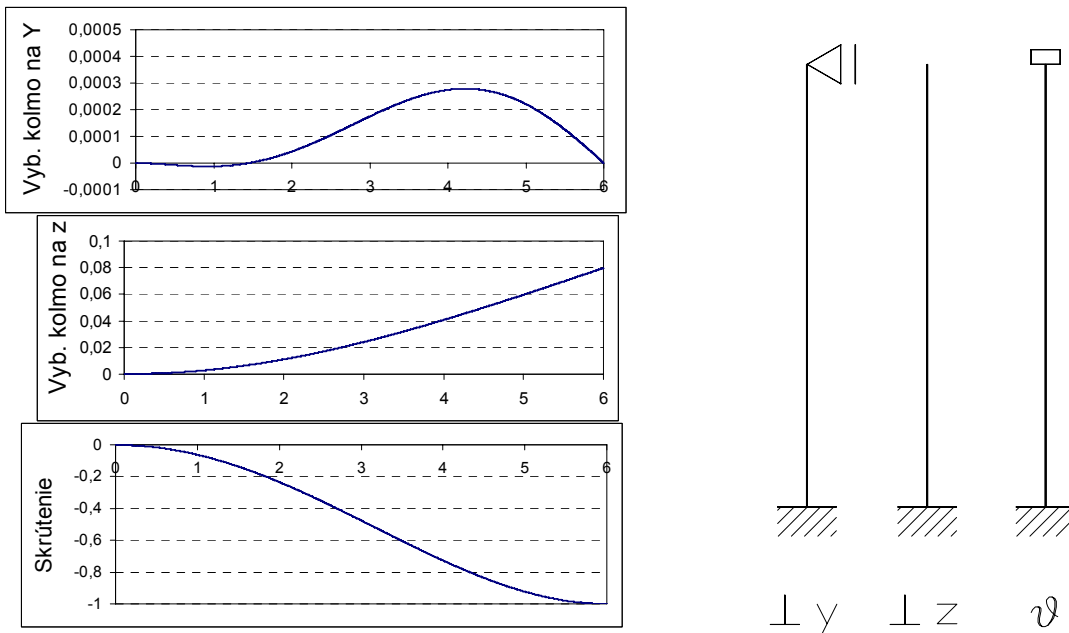 Vyb. kolmo na Y
0,0005
0,0004
0,0003
0,0002
0,0001
0
-0,0001
0 1 2 3 4 5 6
Vyb. kolmo na z
0,1
0,08
0,06
0,04
0,02
0
0 1 2 3 4 5 6
Skrútenie
0
-0,2
-0,4
-0,6
-0,8
-1
0 1 2 3 4 5 6
⊥ y ⊥ z ϑ